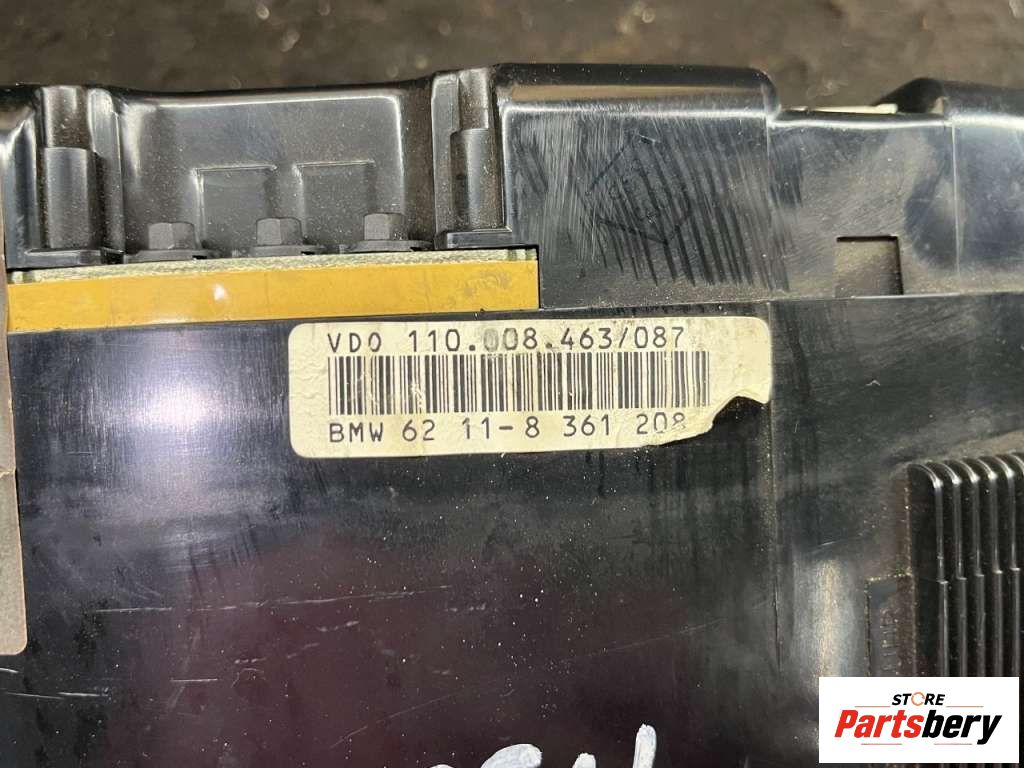 VDO 110.008.463/087
BMW 62 11-8 361 208
STORE
Partsbery